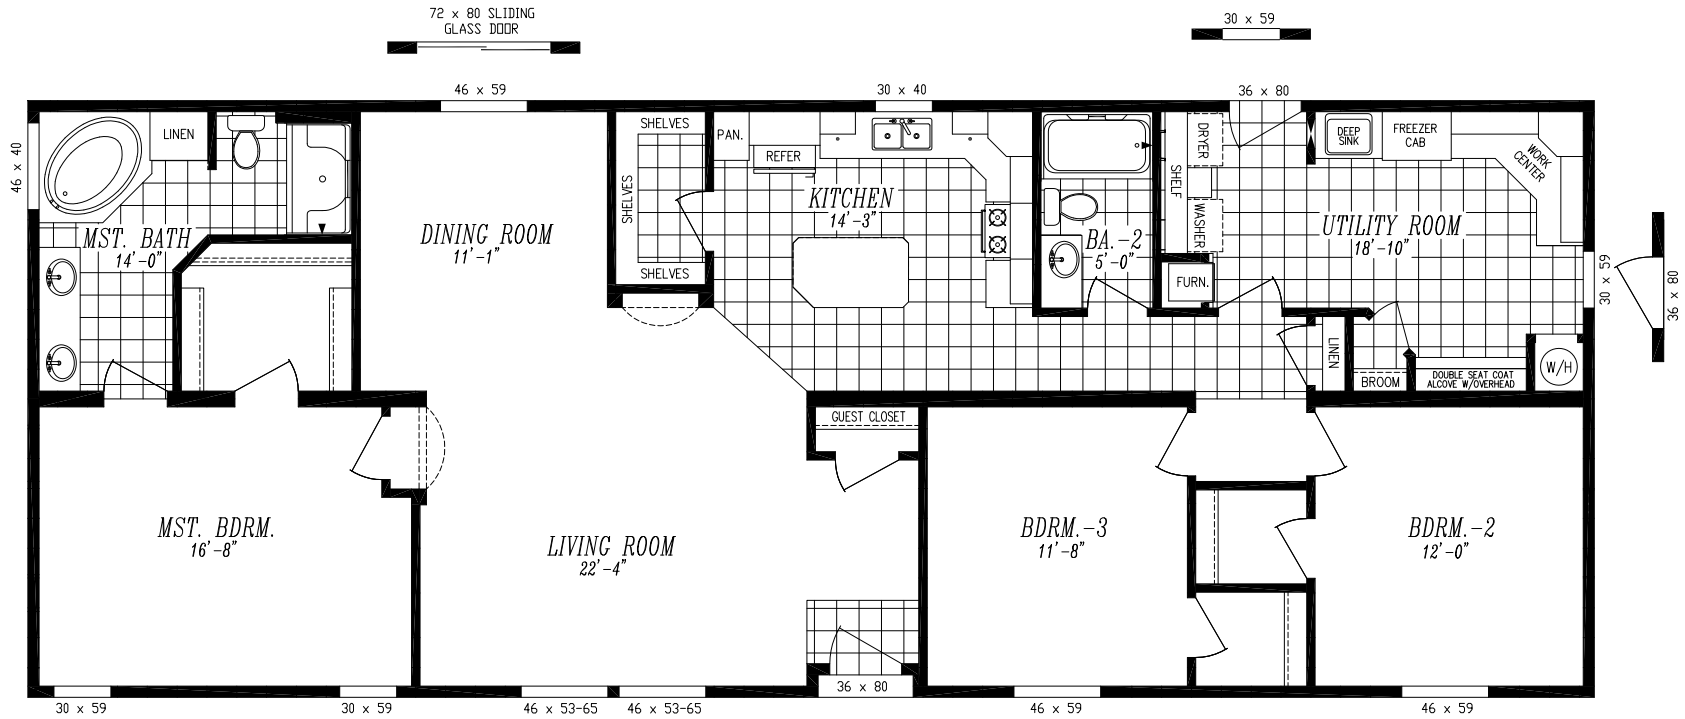 72 x 80 SLIDING
GLASS DOOR
30 x 59
46 x 59
30 x 40
36 x 80
46 x 40
LINEN
MST. BATH
14'-0"
DINING ROOM
11'-1"
SHELVES
SHELVES
SHELVES
PAN.
REFER
KITCHEN
14'-3"
BA.-2
5'-0"
DRYER
SHELF
WASHER
FURN.
DEEP
SINK
FREEZER
CAB
WORK
CENTER
UTILITY ROOM
18'-10"
30 x 59
36 x 80
LINEN
BROOM
DOUBLE SEAT COAT
ALCOVE W/OVERHEAD
W/H
GUEST CLOSET
MST. BDRM.
16'-8"
LIVING ROOM
22'-4"
BDRM.-3
11'-8"
BDRM.-2
12'-0"
30 x 59
30 x 59
46 x 53-65
46 x 53-65
36 x 80
46 x 59
46 x 59